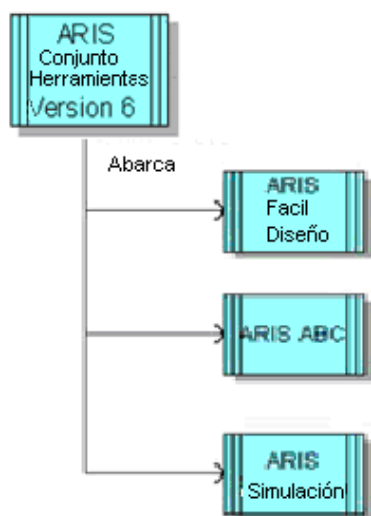 ARIS
Conjunto
Herramientas
Version 6
Abarca
ARIS
Facil
Diseño
ARIS ABC
ARIS
Simulación